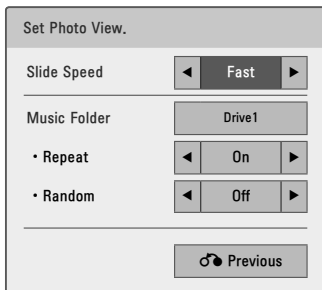 Set Photo View.
Slide Speed ◄ Fast ►
Music Folder Drive1
• Repeat ◄ On ►
• Random ◄ Off ►
Previous